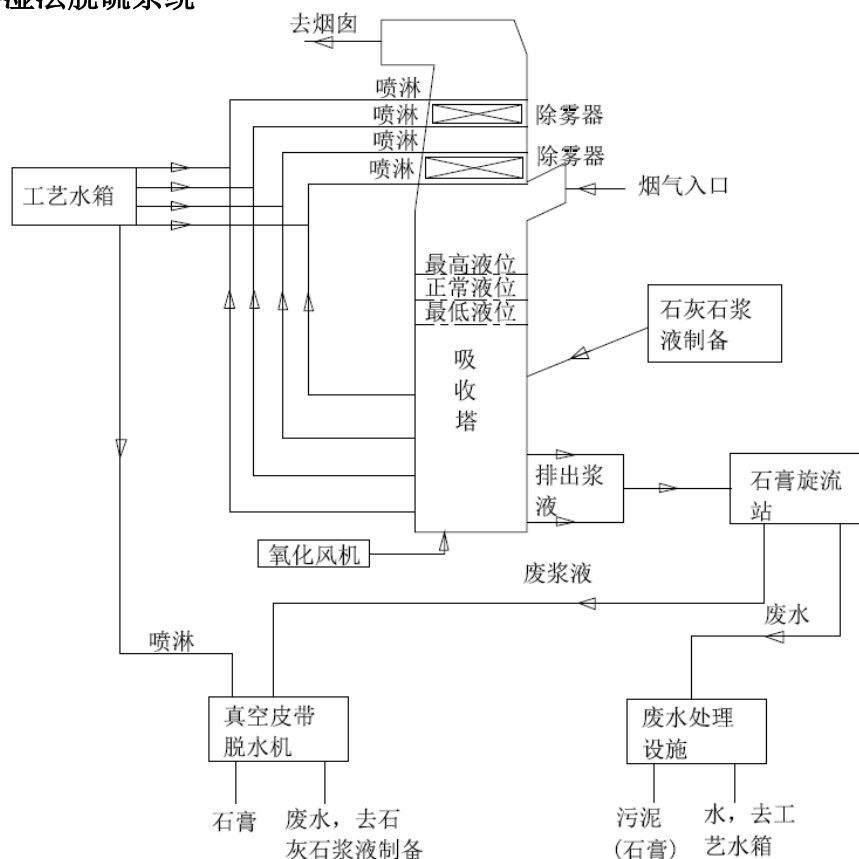 湿法脱硫系统
去烟囱
喷淋
喷淋
除雾器
喷淋
喷淋
除雾器
工艺水箱
烟气入口
最高液位
正常液位
最低液位
石灰石浆
液制备
吸
收
塔
排出浆
液
石膏旋流
站
氧化风机
废浆液
废水
喷淋
真空皮带
脱水机
废水处理
设施
石膏
废水，去石
灰石浆液制备
污泥
(石膏)
水，去工
艺水箱